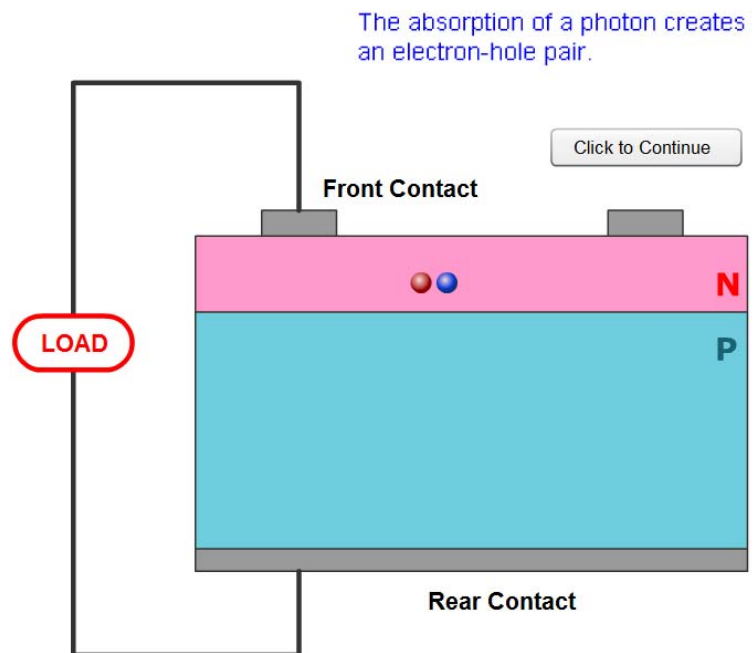 The absorption of a photon creates
an electron-hole pair.
Click to Continue
Front Contact
N
LOAD
P
Rear Contact